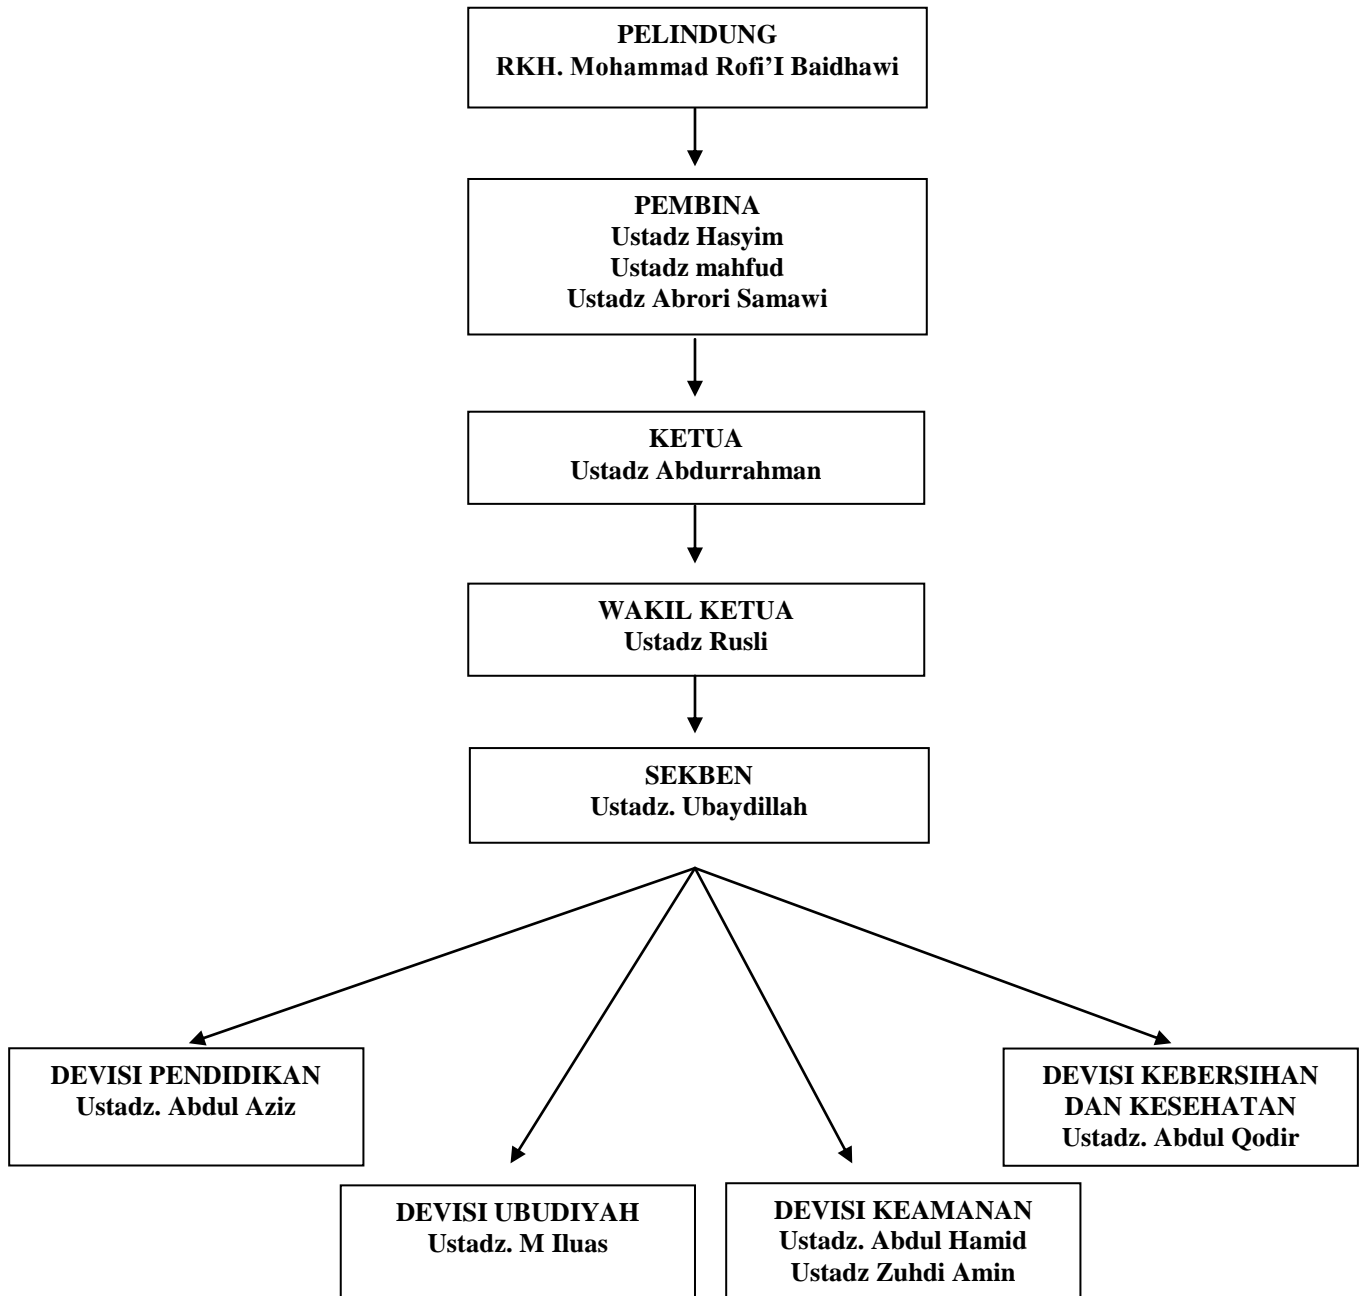 PELINDUNG
RKH. Mohammad Rofi’I Baidhawi
PEMBINA
Ustadz Hasyim
Ustadz mahfud
Ustadz Abrori Samawi
KETUA
Ustadz Abdurrahman
WAKIL KETUA
Ustadz Rusli
SEKBEN
Ustadz. Ubaydillah
DEVISI PENDIDIKAN
Ustadz. Abdul Aziz
DEVISI UBUDIYAH
Ustadz. M Iluas
DEVISI KEAMANAN
Ustadz. Abdul Hamid
Ustadz Zuhdi Amin
DEVISI KEBERSIHAN
DAN KESEHATAN
Ustadz. Abdul Qodir